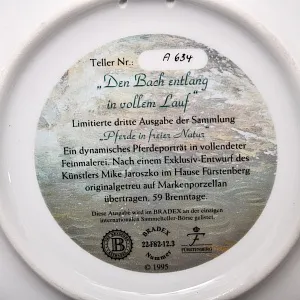 Teller Nr.: A 634
„Den Bach entlang
in vollem Lauf"
Limitierte dritte Ausgabe der Sammlung
„Pferde in freier Natur"
Ein dynamisches Pferdeporträt in vollendeter
Feinmalerei. Nach einem Exklusiv-Entwurf des
Künstlers Mike Jaroszko im Hause Fürstenberg
originalgetreu auf Markenporzellan
übertragen. 59 Brenntage.
Diese Ausgabe wird im BRADEX an der einzigen
internationalen Sammelteller-Börse gelistet.
B
BRADEX
22-F62-12.3
Nummer
F
FÜRSTENBERG
© 1995